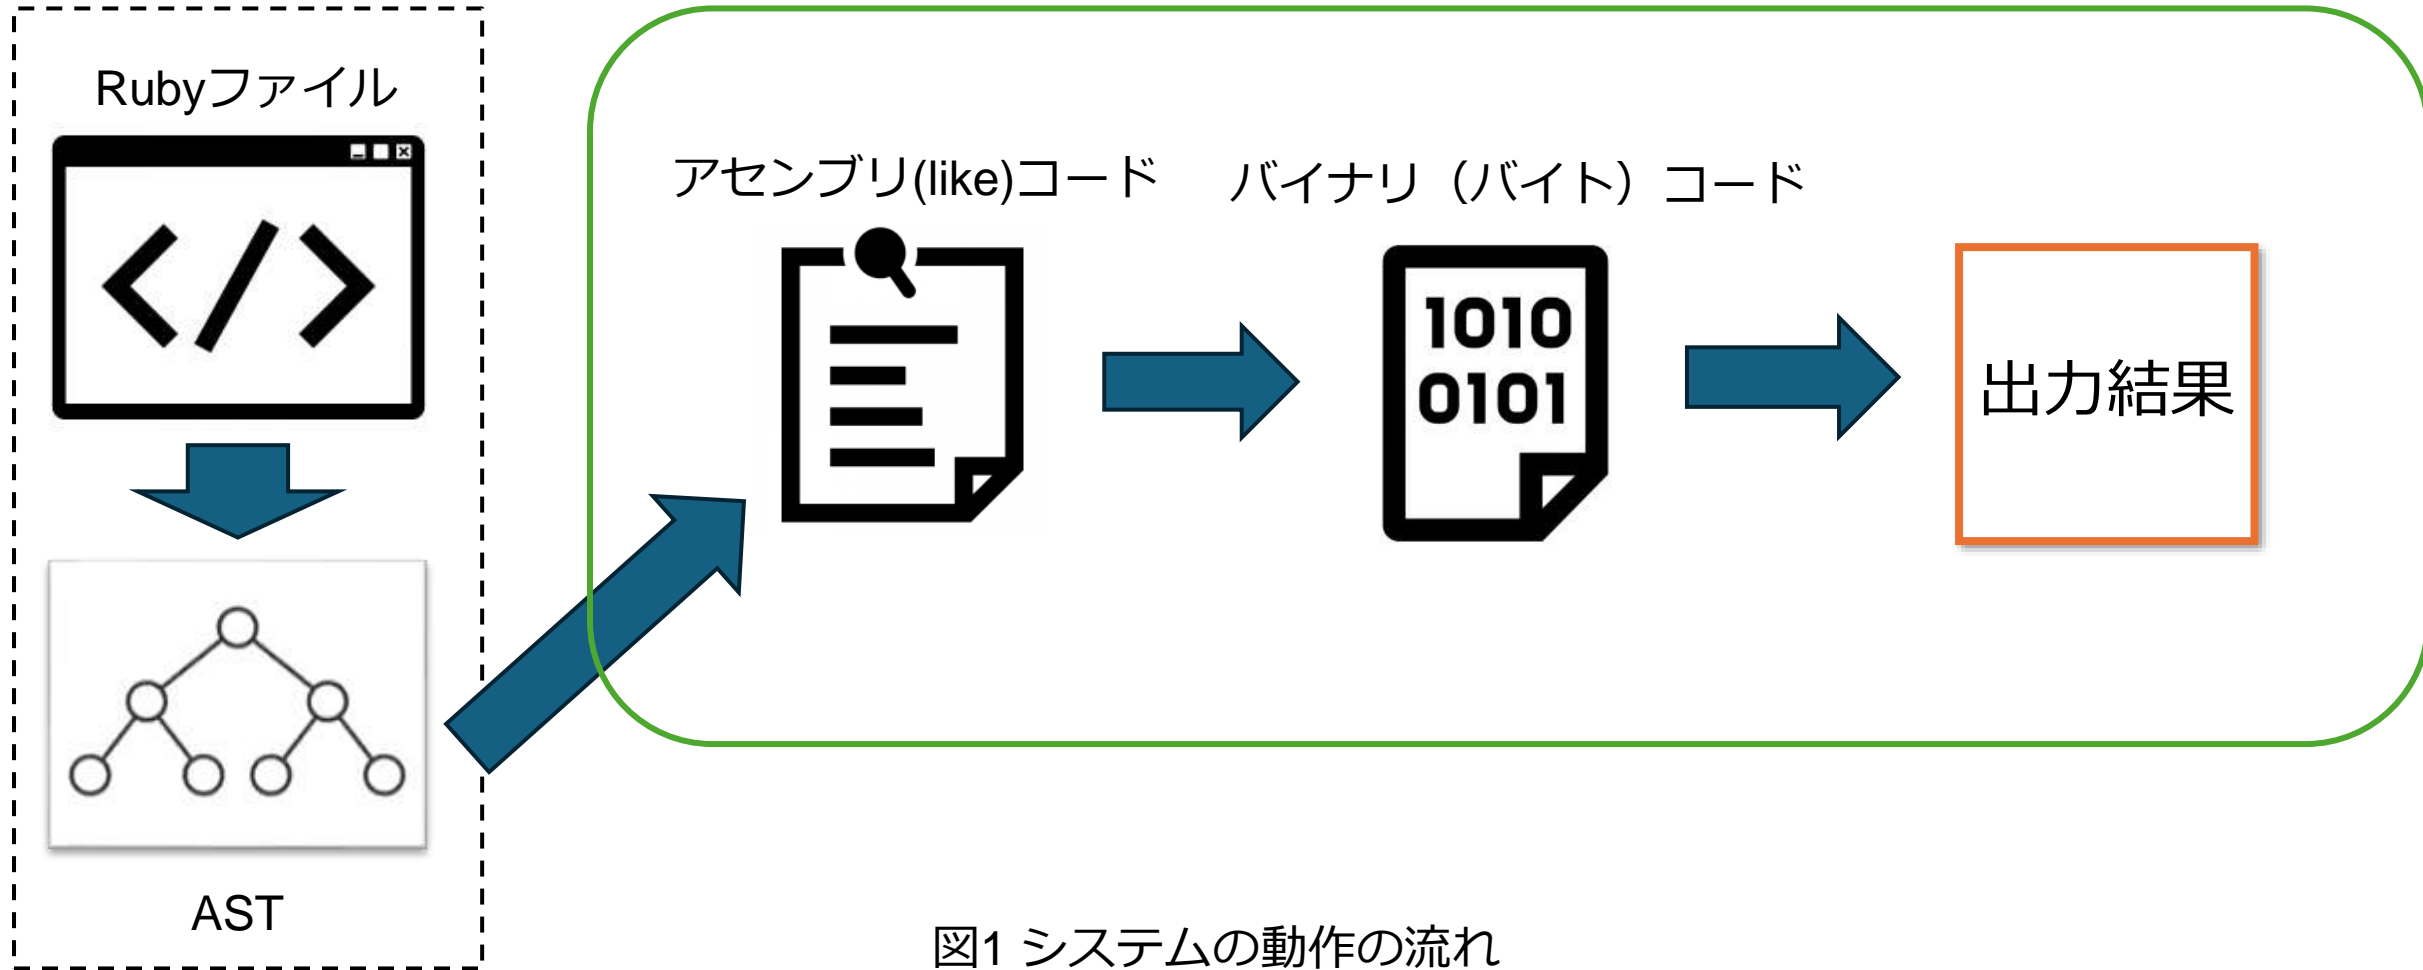 Rubyファイル
アセンブリ(like)コード
バイナリ（バイト）コード
1010
0101
出力結果
AST
図1 システムの動作の流れ